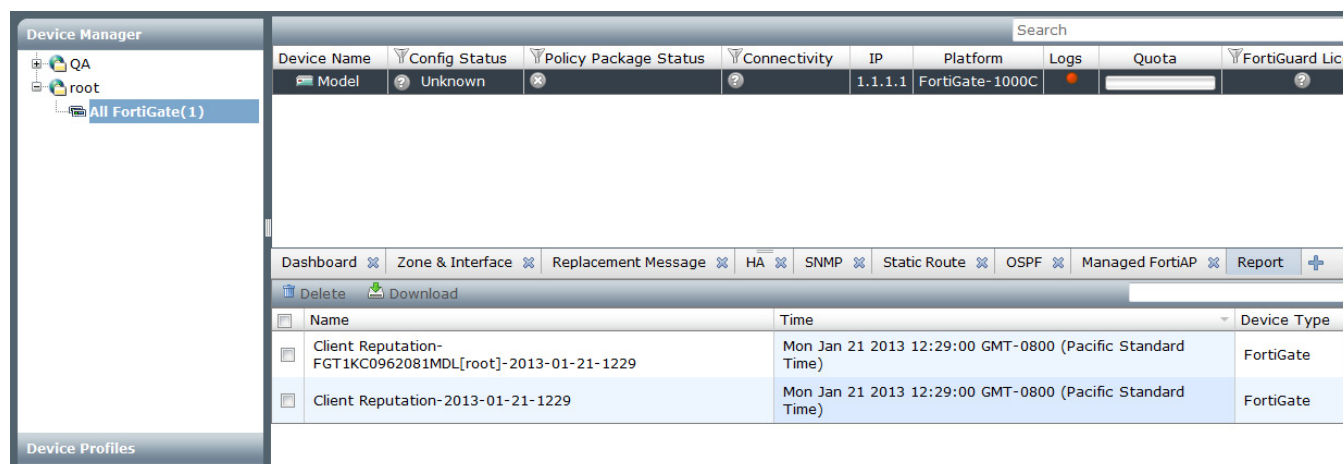 Device Manager
QA
root
All FortiGate(1)
Device Profiles
Search
Device Name Config Status Policy Package Status Connectivity IP Platform Logs Quota FortiGuard Lic
Model Unknown 1.1.1.1 FortiGate-1000C
Dashboard Zone & Interface Replacement Message HA SNMP Static Route OSPF Managed FortiAP Report
Delete Download
Name Time Device Type
Client Reputation-
FGT1KC0962081MDL[root]-2013-01-21-1229
Mon Jan 21 2013 12:29:00 GMT-0800 (Pacific Standard
Time)
FortiGate
Client Reputation-2013-01-21-1229
Mon Jan 21 2013 12:29:00 GMT-0800 (Pacific Standard
Time)
FortiGate